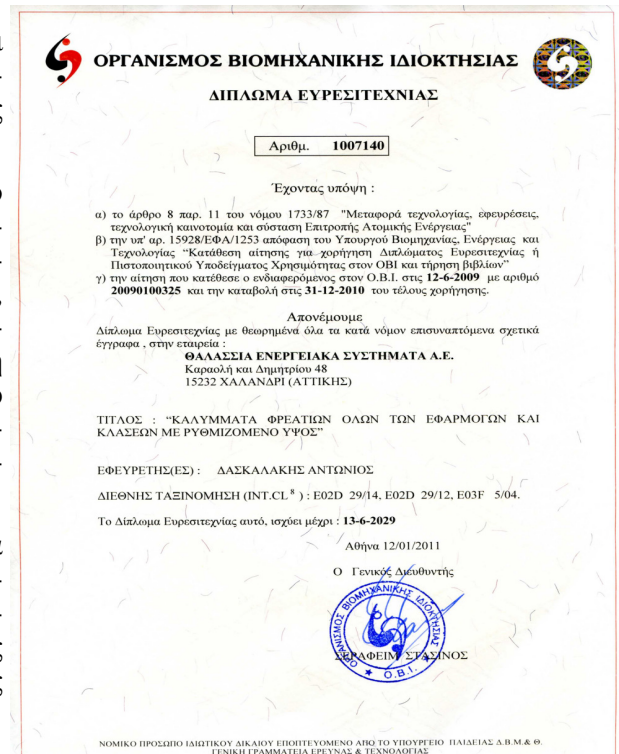 ΟΡΓΑΝΙΣΜΟΣ ΒΙΟΜΗΧΑΝΙΚΗΣ ΙΔΙΟΚΤΗΣΙΑΣ
ΔΙΠΛΩΜΑ ΕΥΡΕΣΙΤΕΧΝΙΑΣ
Αριθμ. 1007140
Έχοντας υπόψη :
α) το άρθρο 8 παρ. 11 του νόμου 1733/87 "Μεταφορά τεχνολογίας, εφευρέσεις,
τεχνολογική καινοτομία και σύσταση Επιτροπής Ατομικής Ενέργειας"
β) την υπ' αρ. 15928/ΕΦΑ/1253 απόφαση του Υπουργού Βιομηχανίας, Ενέργειας και
Τεχνολογίας “Κατάθεση αίτησης για χορήγηση Διπλώματος Ευρεσιτεχνίας ή
Πιστοποιητικού Υποδείγματος Χρησιμότητας στον ΟΒΙ και τήρηση βιβλίων”
γ) την αίτηση που κατέθεσε ο ενδιαφερόμενος στον Ο.Β.Ι. στις 12-6-2009 με αριθμό
20090100325 και την καταβολή στις 31-12-2010 του τέλους χορήγησης.
Απονέμουμε
Δίπλωμα Ευρεσιτεχνίας με θεωρημένα όλα τα κατά νόμον επισυναπτόμενα σχετικά
έγγραφα , στην εταιρεία :
ΘΑΛΑΣΣΙΑ ΕΝΕΡΓΕΙΑΚΑ ΣΥΣΤΗΜΑΤΑ Α.Ε.
Καραολή και Δημητρίου 48
15232 ΧΑΛΑΝΔΡΙ (ΑΤΤΙΚΗΣ)
ΤΙΤΛΟΣ : “ΚΑΛΥΜΜΑΤΑ ΦΡΕΑΤΙΩΝ ΟΛΩΝ ΤΩΝ ΕΦΑΡΜΟΓΩΝ ΚΑΙ
ΚΛΑΣΕΩΝ ΜΕ ΡΥΘΜΙΖΟΜΕΝΟ ΥΨΟΣ”
ΕΦΕΥΡΕΤΗΣ(ΕΣ) : ΔΑΣΚΑΛΑΚΗΣ ΑΝΤΩΝΙΟΣ
ΔΙΕΘΝΗΣ ΤΑΞΙΝΟΜΗΣΗ (INT.CL 8 ) : E02D 29/14, E02D 29/12, E03F 5/04.
Το Δίπλωμα Ευρεσιτεχνίας αυτό, ισχύει μέχρι : 13-6-2029
Αθήνα 12/01/2011
Ο Γενικός Διευθυντής
ΟΡΓΑΝΙΣΜΟΣ ΒΙΟΜΗΧΑΝΙΚΗΣ ΙΔΙΟΚΤΗΣΙΑΣ
Ο.Β.Ι.
ΣΕΡΑΦΕΙΜ ΣΤΑΣΙΝΟΣ
ΝΟΜΙΚΟ ΠΡΟΣΩΠΟ ΙΔΙΩΤΙΚΟΥ ΔΙΚΑΙΟΥ ΕΠΟΠΤΕΥΟΜΕΝΟ ΑΠΟ ΤΟ ΥΠΟΥΡΓΕΙΟ ΠΑΙΔΕΙΑΣ Δ.Β.Μ.& Θ.
ΓΕΝΙΚΗ ΓΡΑΜΜΑΤΕΙΑ ΕΡΕΥΝΑΣ & ΤΕΧΝΟΛΟΓΙΑΣ